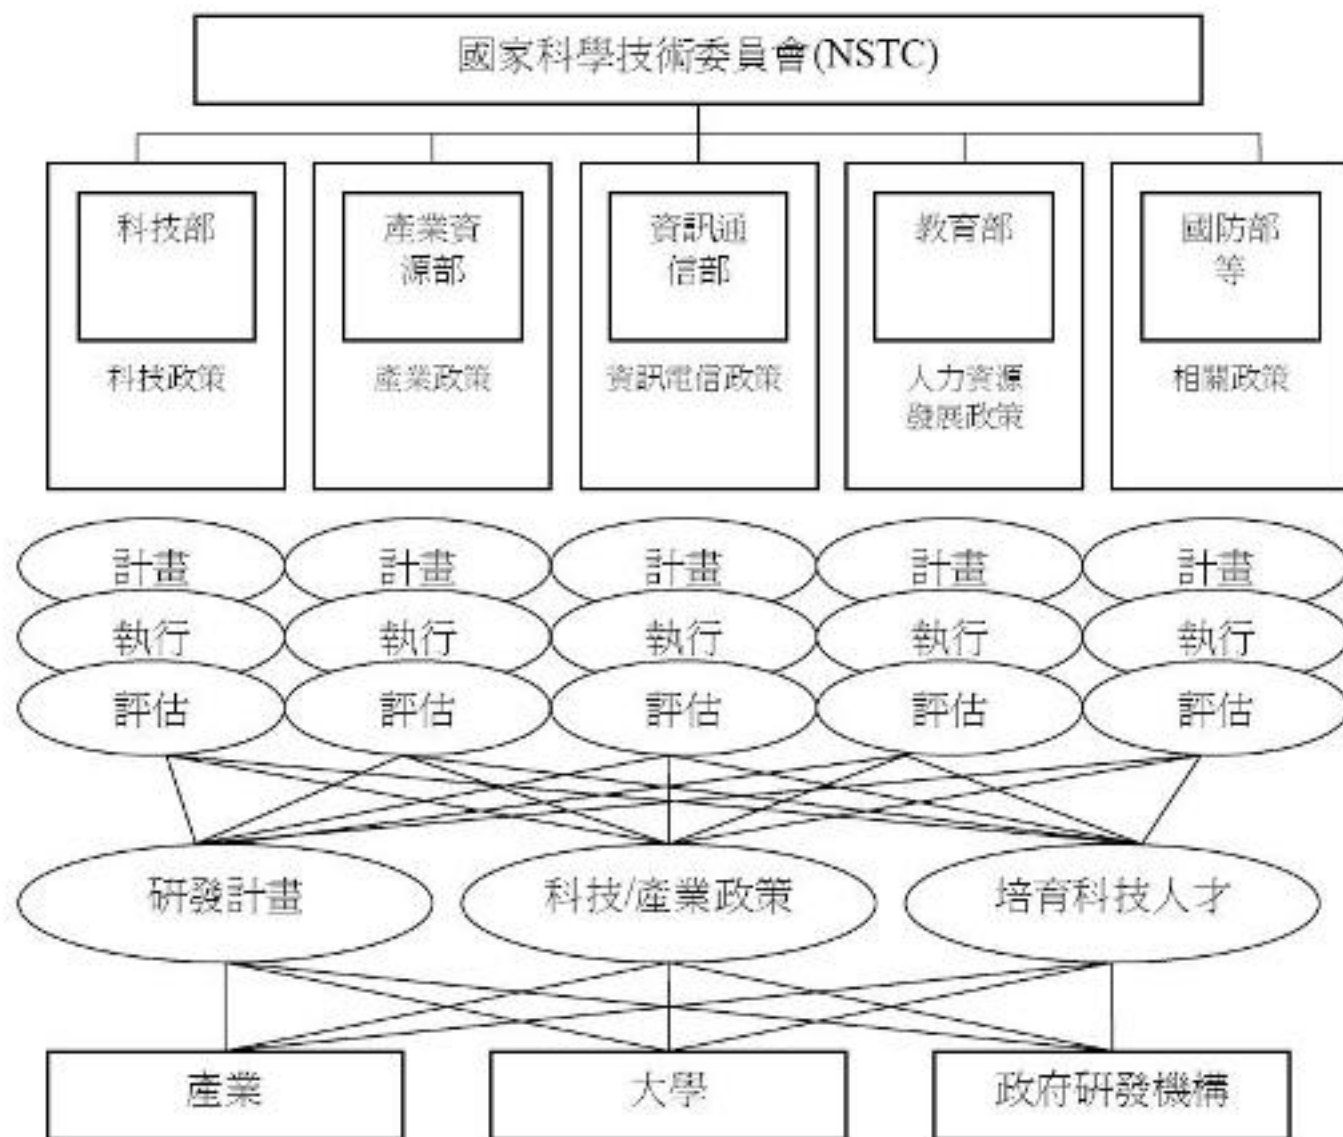 國家科學技術委員會(NSTC)
科技部
科技政策
產業資
源部
產業政策
資訊通
信部
資訊電信政策
教育部
人力資源
發展政策
國防部
等
相關政策
計畫
計畫
計畫
計畫
計畫
執行
執行
執行
執行
執行
評估
評估
評估
評估
評估
研發計畫
科技/產業政策
培育科技人才
產業
大學
政府研發機構